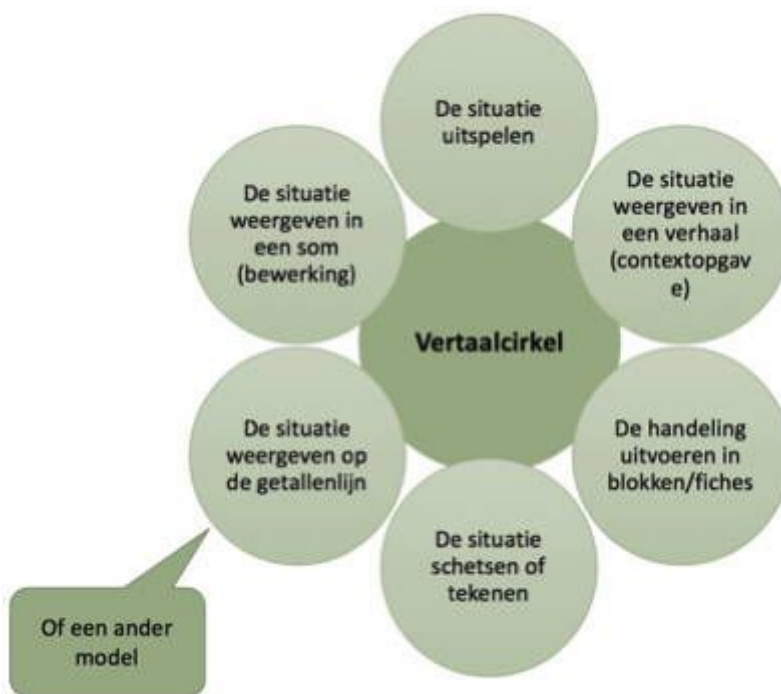 De situatie
uitspelen
De situatie
weergeven in
een verhaal
(contextopgav
e)
De handeling
uitvoeren in
blokken/fiches
De situatie
schetsen of
tekenen
De situatie
weergeven op
de getallenlijn
De situatie
weergeven in
een som
(bewerking)
Vertaalcirkel
Of een ander
model